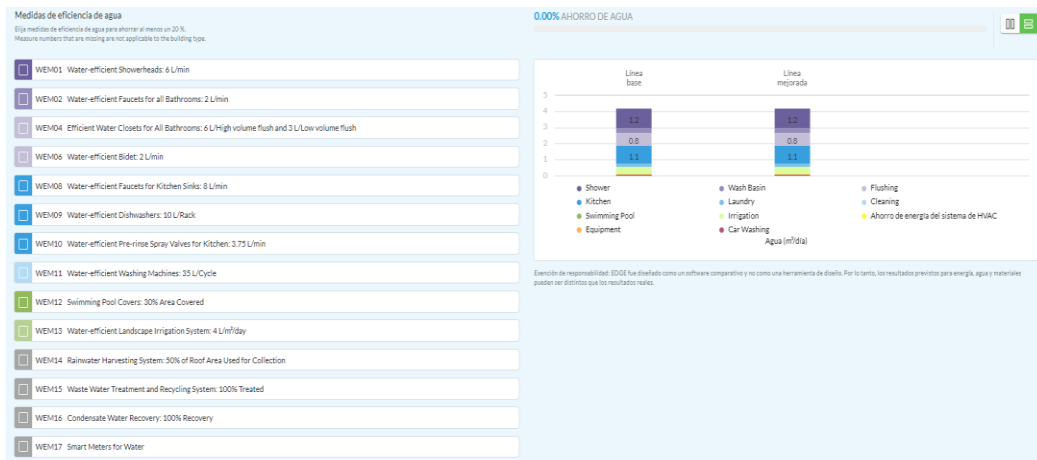 Medidas de eficiencia de agua
Elija medidas de eficiencia de agua para ahorrar al menos un 20 %.
Measure numbers that are missing are not applicable to the building type.
WEM01 Water-efficient Showerheads: 6 L/min
WEM02 Water-efficient Faucets for all Bathrooms: 2 L/min
WEM04 Efficient Water Closets for All Bathrooms: 6 L/High volume flush and 3 L/Low volume flush
WEM06 Water-efficient Bidet: 2 L/min
WEM08 Water-efficient Faucets for Kitchen Sinks: 8 L/min
WEM09 Water-efficient Dishwashers: 10 L/Rack
WEM10 Water-efficient Pre-rinse Spray Valves for Kitchen: 3.75 L/min
WEM11 Water-efficient Washing Machines: 35 L/Cycle
WEM12 Swimming Pool Covers: 30% Area Covered
WEM13 Water-efficient Landscape Irrigation System: 4 L/m²/day
WEM14 Rainwater Harvesting System: 50% of Roof Area Used for Collection
WEM15 Waste Water Treatment and Recycling System: 100% Treated
WEM16 Condensate Water Recovery: 100% Recovery
WEM17 Smart Meters for Water
0.00% AHORRO DE AGUA
Línea base
Línea mejorada
5
4
3
2
1
0
1.2
0.8
1.1
1.2
0.8
1.1
Shower
Wash Basin
Flushing
Kitchen
Laundry
Cleaning
Swimming Pool
Irrigation
Ahorro de energía del sistema de HVAC
Equipment
Car Washing
Agua (m³/día)
Exención de responsabilidad: EDGE fue diseñado como un software comparativo y no como una herramienta de diseño. Por lo tanto, los resultados previstos para energía, agua y materiales
pueden ser distintos que los resultados reales.